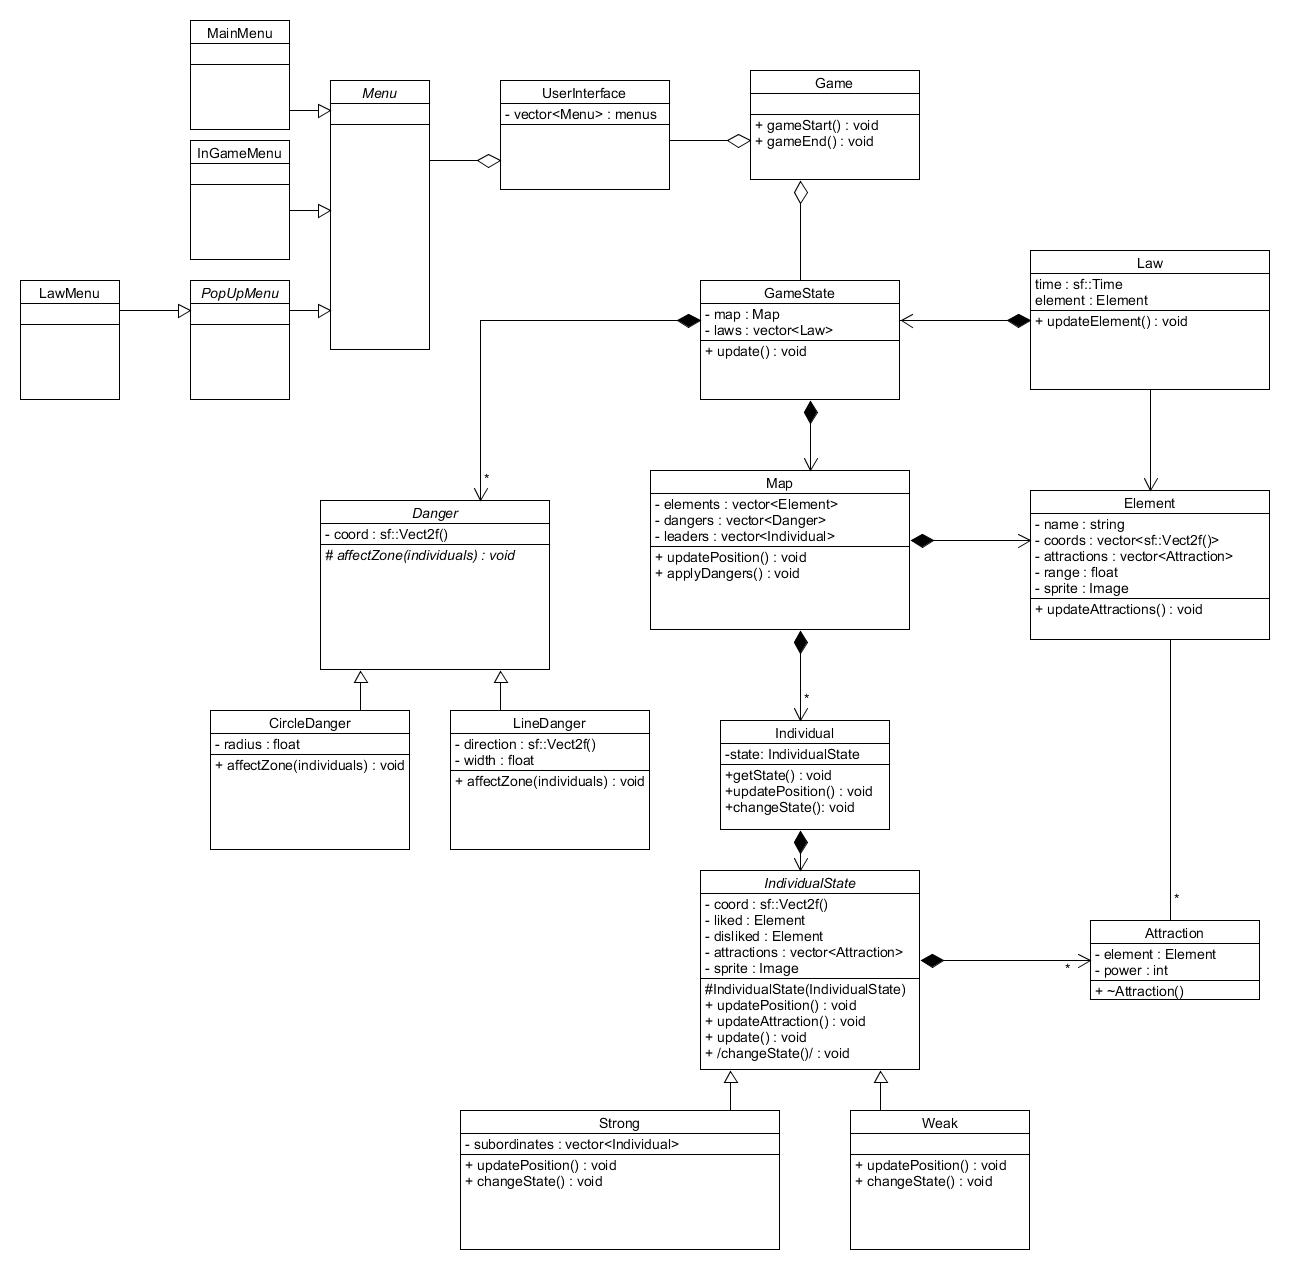 MainMenu
Menu
UserInterface
- vector<Menu> : menus
Game
+ gameStart() : void
+ gameEnd() : void
InGameMenu
LawMenu
PopUpMenu
GameState
- map : Map
- laws : vector<Law>
+ update() : void
Law
time : sf::Time
element : Element
+ updateElement() : void
*
Danger
- coord : sf::Vect2f()
# affectZone(individuals) : void
Map
- elements : vector<Element>
- dangers : vector<Danger>
- leaders : vector<Individual>
+ updatePosition() : void
+ applyDangers() : void
Element
- name : string
- coords : vector<sf::Vect2f()>
- attractions : vector<Attraction>
- range : float
- sprite : Image
+ updateAttractions() : void
*
CircleDanger
- radius : float
+ affectZone(individuals) : void
LineDanger
- direction : sf::Vect2f()
- width : float
+ affectZone(individuals) : void
Individual
-state: IndividualState
+getState() : void
+updatePosition() : void
+changeState(): void
IndividualState
- coord : sf::Vect2f()
- liked : Element
- disliked : Element
- attractions : vector<Attraction>
- sprite : Image
#IndividualState(IndividualState)
+ updatePosition() : void
+ updateAttraction() : void
+ update() : void
+ /changeState()/ : void
*
*
Attraction
- element : Element
- power : int
+ ~Attraction()
Strong
- subordinates : vector<Individual>
+ updatePosition() : void
+ changeState() : void
Weak
+ updatePosition() : void
+ changeState() : void